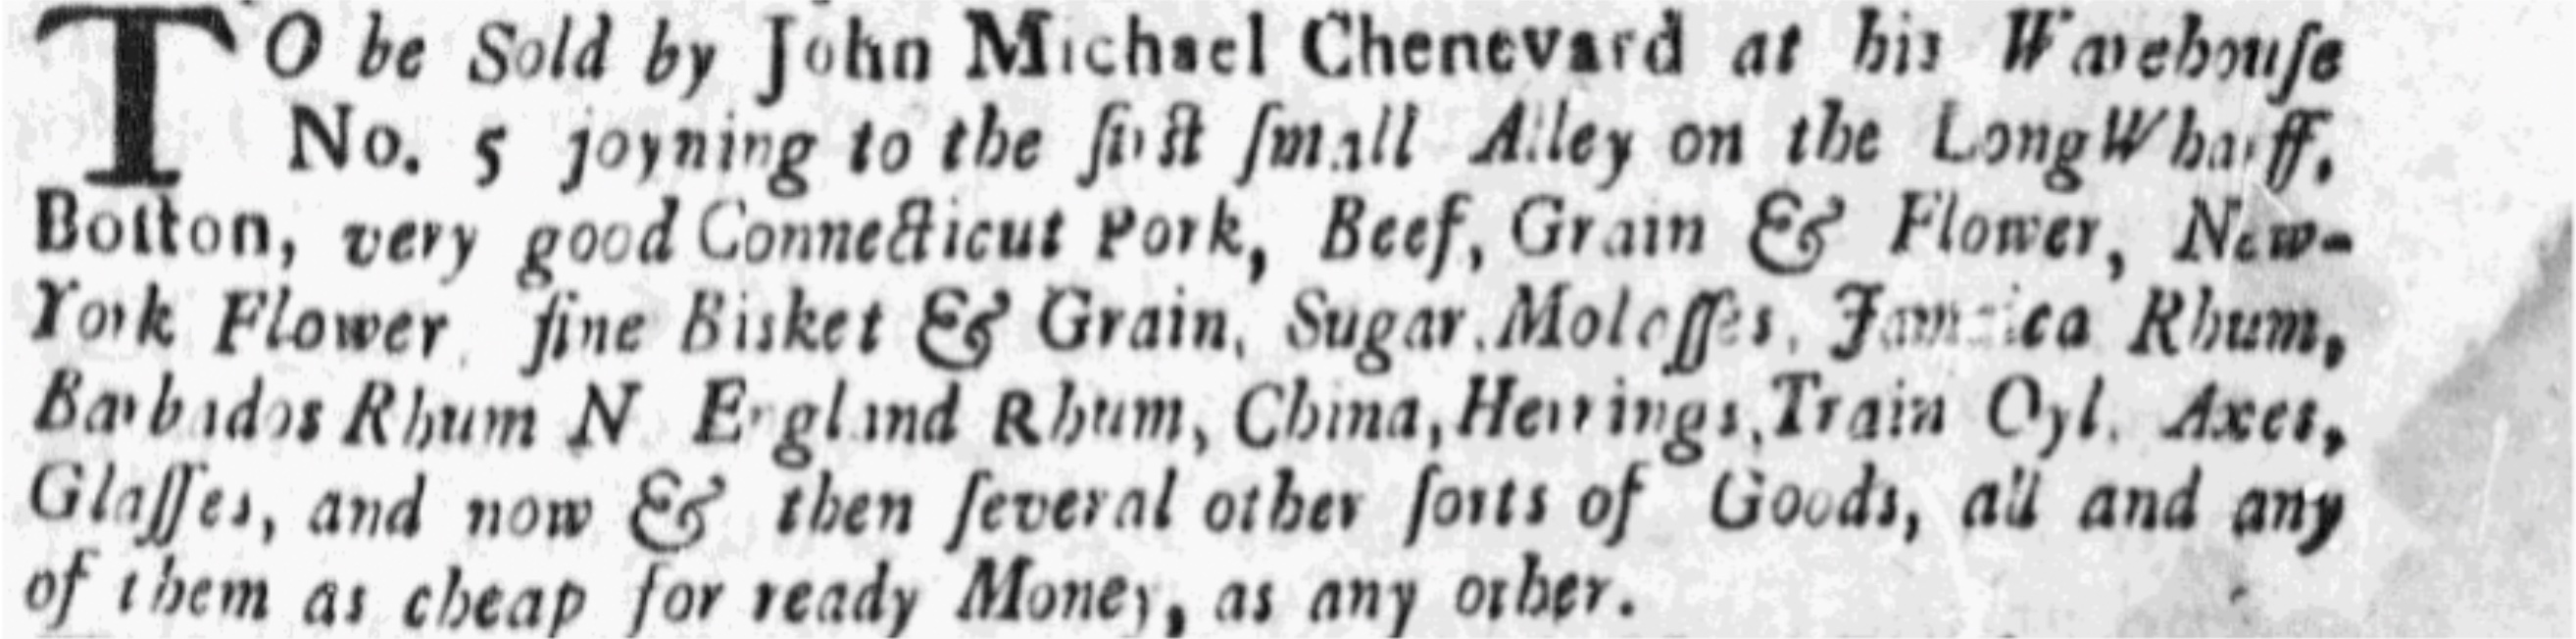 TO be Sold by John Michael Chenevard at his Warehouſe
No. 5 joyning to the firſt ſmall Alley on the Long Wharff,
Boſton, very good Connecticut Pork, Beef, Grain & Flower, New-
York Flower, fine Bisket & Grain, Sugar, Moloſſes, Jamaica Rhum,
Barbados Rhum N England Rhum, China, Herrings, Train Oyl, Axes,
Glaſſes, and now & then ſeveral other ſorts of Goods, all and any
of them as cheap for ready Money, as any other.